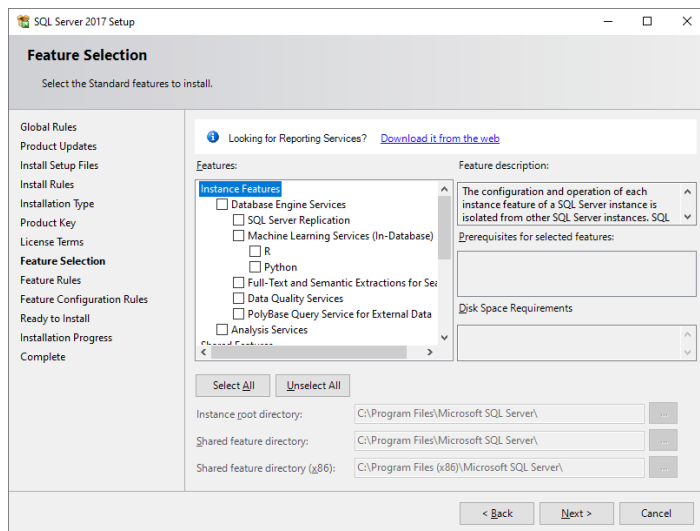 SQL Server 2017 Setup
Feature Selection
Select the Standard features to install.
Global Rules
Product Updates
Install Setup Files
Install Rules
Installation Type
Product Key
License Terms
Feature Selection
Feature Rules
Feature Configuration Rules
Ready to Install
Installation Progress
Complete
Looking for Reporting Services? Download it from the web
Features:
Instance Features
Database Engine Services
SQL Server Replication
Machine Learning Services (In-Database)
R
Python
Full-Text and Semantic Extractions for Sea
Data Quality Services
PolyBase Query Service for External Data
Analysis Services
Shared Features
Feature description:
The configuration and operation of each
instance feature of a SQL Server instance is
isolated from other SQL Server instances. SQL
Prerequisites for selected features:
Disk Space Requirements
Select All
Unselect All
Instance root directory: C:\Program Files\Microsoft SQL Server\ ...
Shared feature directory: C:\Program Files\Microsoft SQL Server\ ...
Shared feature directory (x86): C:\Program Files (x86)\Microsoft SQL Server\ ...
< Back
Next >
Cancel